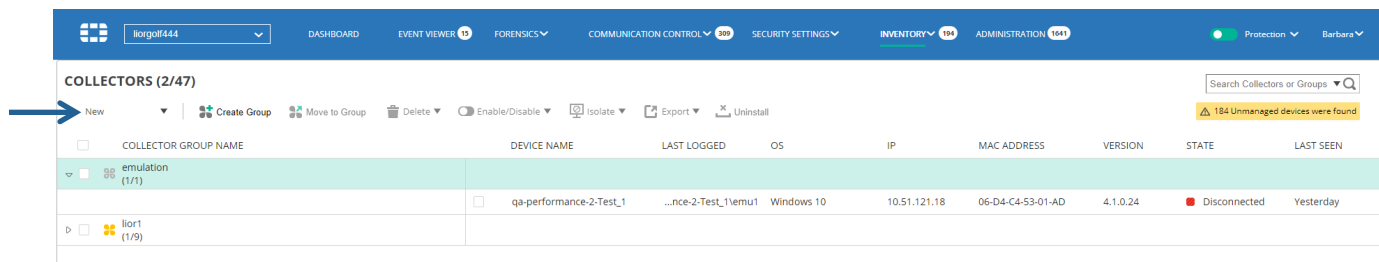 liorgolf444 DASHBOARD EVENT VIEWER 15 FORENSICS COMMUNICATION CONTROL 309 SECURITY SETTINGS INVENTORY 194 ADMINISTRATION 1641 Protection Barbara
COLLECTORS (2/47) Search Collectors or Groups
New Create Group Move to Group Delete Enable/Disable Isolate Export Uninstall 184 Unmanaged devices were found
COLLECTOR GROUP NAME DEVICE NAME LAST LOGGED OS IP MAC ADDRESS VERSION STATE LAST SEEN
emulation
(1/1)
qa-performance-2-Test_1 ...nce-2-Test_1\emu1 Windows 10 10.51.121.18 06-D4-C4-53-01-AD 4.1.0.24 Disconnected Yesterday
lior1
(1/9)